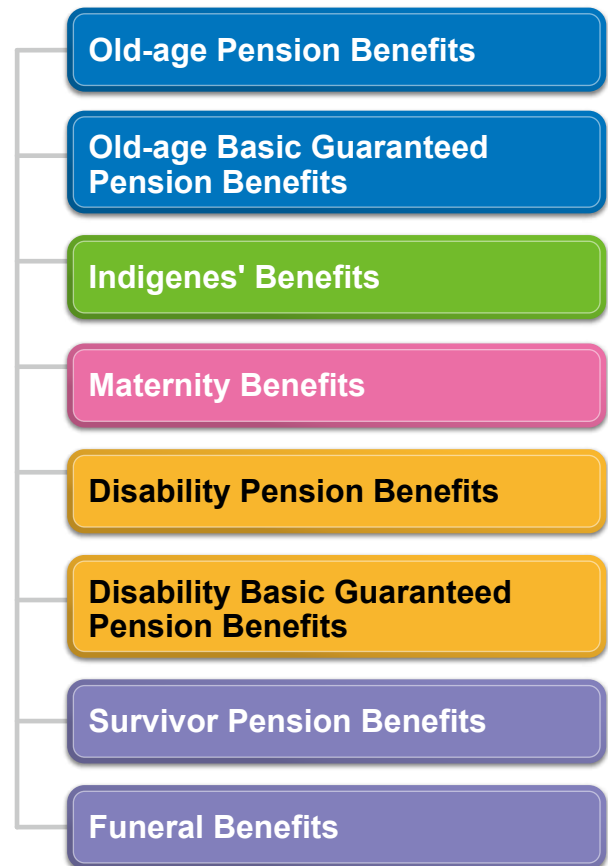 Old-age Pension Benefits
Old-age Basic Guaranteed
Pension Benefits
Indigenes' Benefits
Maternity Benefits
Disability Pension Benefits
Disability Basic Guaranteed
Pension Benefits
Survivor Pension Benefits
Funeral Benefits